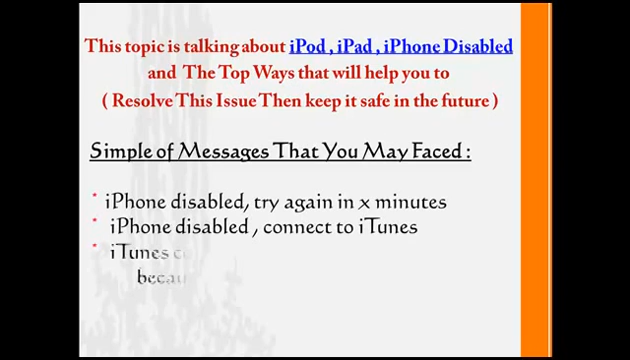 This topic is talking about iPod , iPad , iPhone Disabled
and The Top Ways that will help you to
( Resolve This Issue Then keep it safe in the future )
Simple of Messages That You May Faced :
* iPhone disabled, try again in x minutes
* iPhone disabled , connect to iTunes
* iTunes